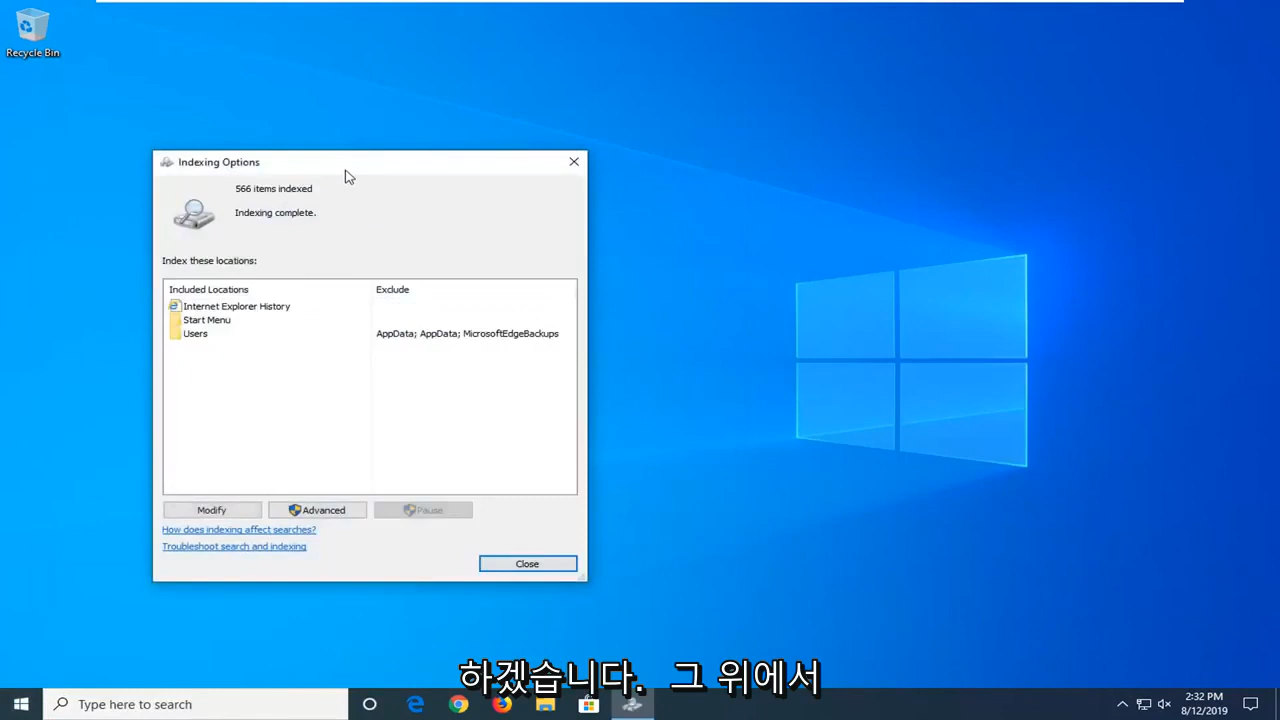 Recycle Bin
Indexing Options
566 items indexed
Indexing complete.
Index these locations:
Included Locations Exclude
Internet Explorer History
Start Menu
Users AppData; AppData; MicrosoftEdgeBackups
Modify Advanced Pause
How does indexing affect searches?
Troubleshoot search and indexing
Close
하겠습니다. 그 위에서
Type here to search
2:32 PM
8/12/2019